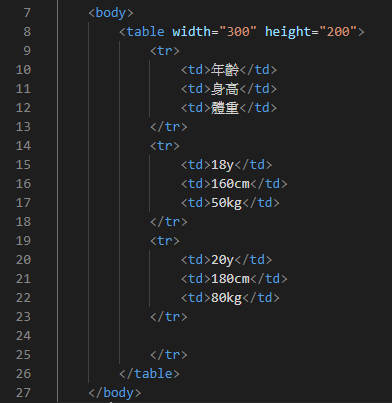 7 <body>
8 <table width="300" height="200">
9 <tr>
10 <td>年齡</td>
11 <td>身高</td>
12 <td>體重</td>
13 </tr>
14 <tr>
15 <td>18y</td>
16 <td>160cm</td>
17 <td>50kg</td>
18 </tr>
19 <tr>
20 <td>20y</td>
21 <td>180cm</td>
22 <td>80kg</td>
23 </tr>
24
25 </tr>
26 </table>
27 </body>